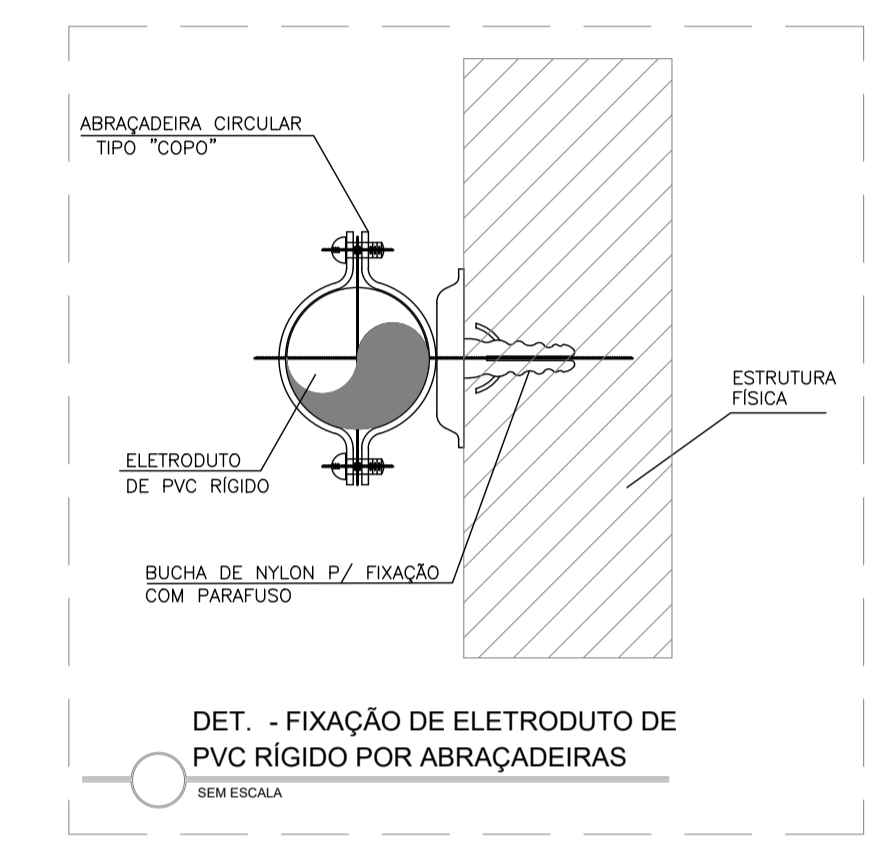 ABRAÇADEIRA CIRCULAR
TIPO "COPO"
ESTRUTURA
FÍSICA
ELETRODUTO
DE PVC RÍGIDO
BUCHA DE NYLON P/ FIXAÇÃO
COM PARAFUSO
DET. - FIXAÇÃO DE ELETRODUTO DE
PVC RÍGIDO POR ABRAÇADEIRAS
SEM ESCALA